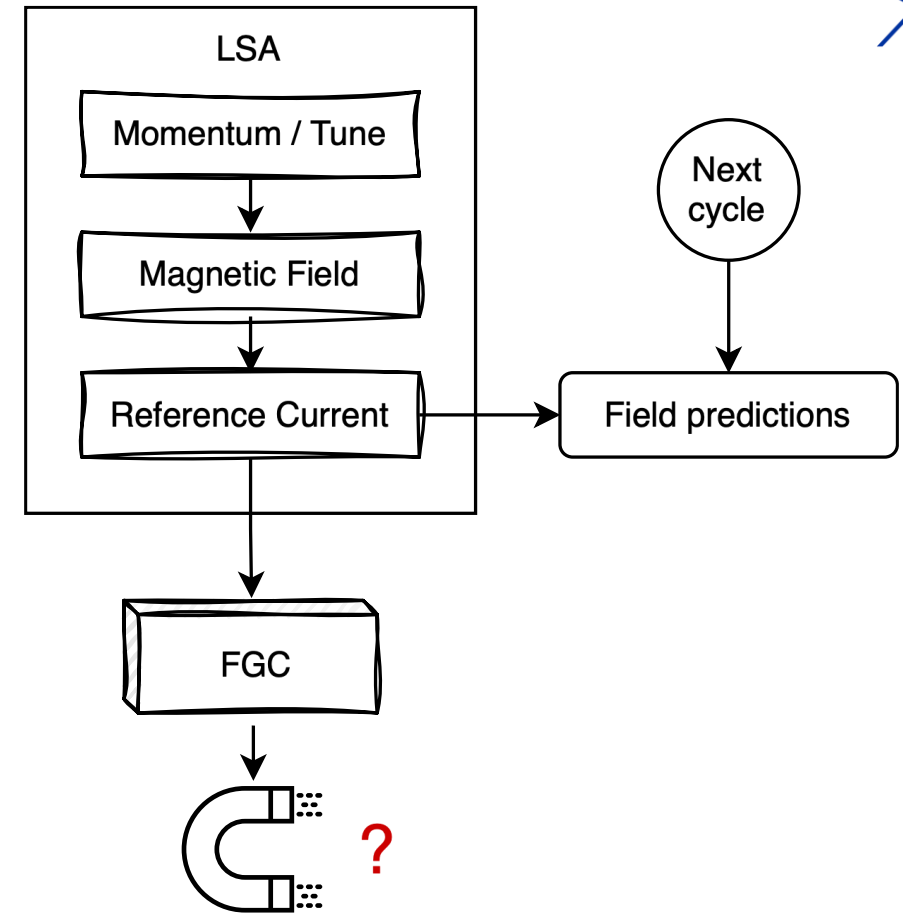 LSA
Momentum / Tune
Magnetic Field
Reference Current
Next
cycle
Field predictions
FGC
?